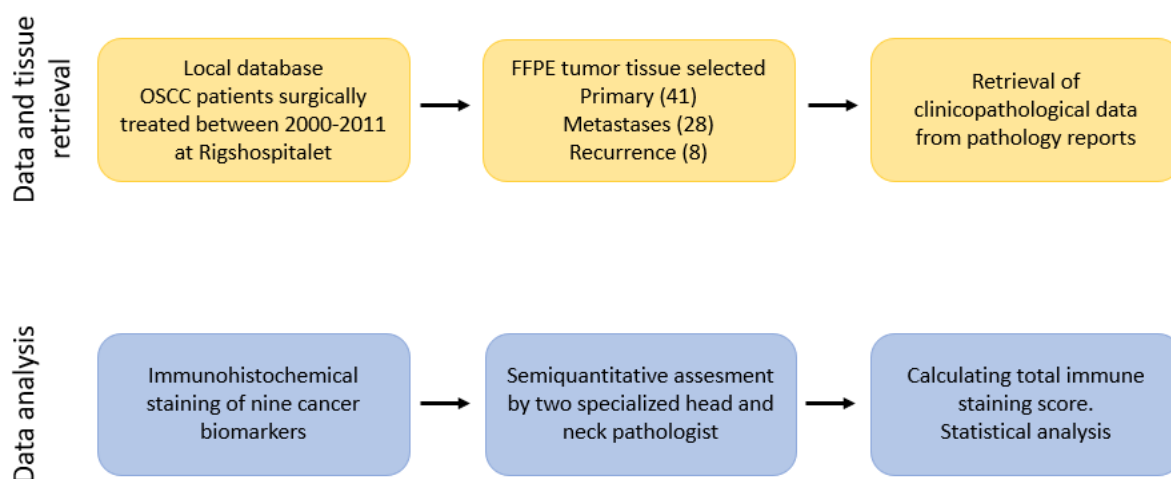 Data and tissue
retrieval
Local database
OSCC patients surgically
treated between 2000-2011
at Rigshospitalet
FFPE tumor tissue selected
Primary (41)
Metastases (28)
Recurrence (8)
Retrieval of
clinicopathological data
from pathology reports
Data analysis
Immunohistochemical
staining of nine cancer
biomarkers
Semiquantitative assesment
by two specialized head and
neck pathologist
Calculating total immune
staining score.
Statistical analysis